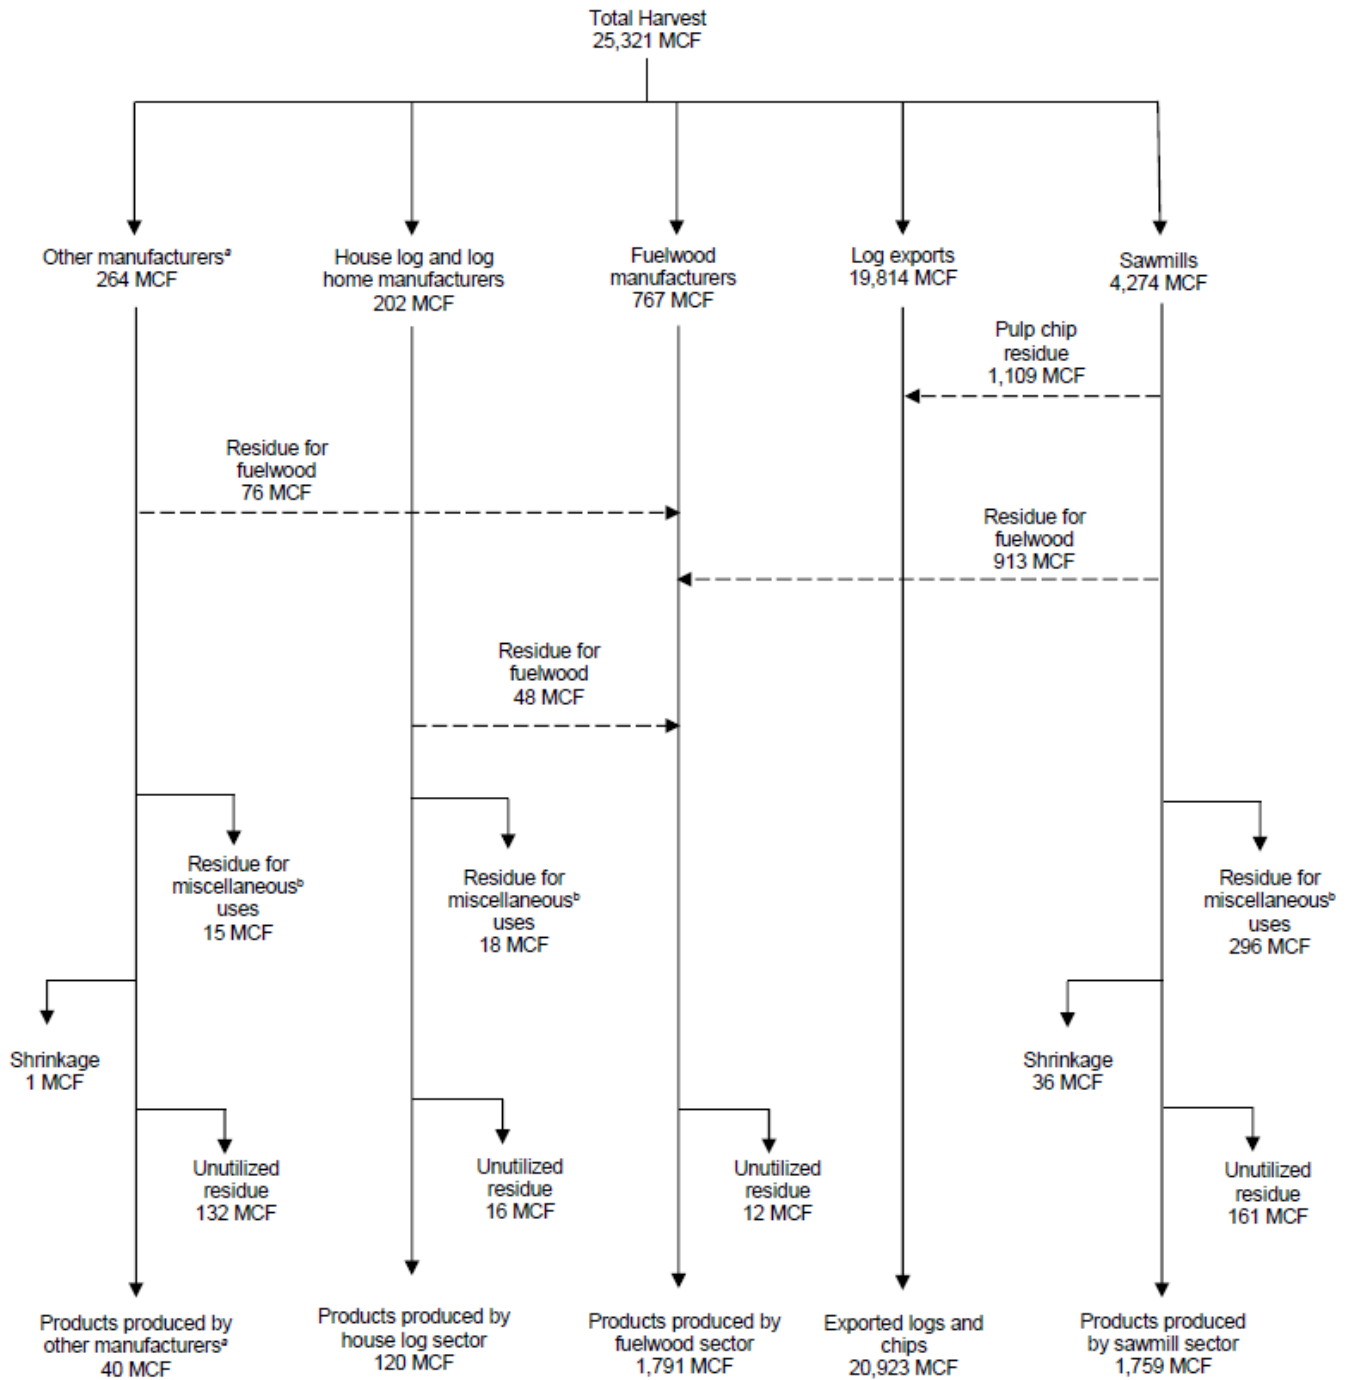 Total Harvest
25,321 MCF
Other manufacturersª
264 MCF
House log and log
home manufacturers
202 MCF
Fuelwood
manufacturers
767 MCF
Log exports
19,814 MCF
Sawmills
4,274 MCF
Pulp chip
residue
1,109 MCF
Residue for
fuelwood
76 MCF
Residue for
fuelwood
913 MCF
Residue for
fuelwood
48 MCF
Residue for
miscellaneousᵇ
uses
15 MCF
Residue for
miscellaneousᵇ
uses
18 MCF
Residue for
miscellaneousᵇ
uses
296 MCF
Shrinkage
1 MCF
Shrinkage
36 MCF
Unutilized
residue
132 MCF
Unutilized
residue
16 MCF
Unutilized
residue
12 MCF
Unutilized
residue
161 MCF
Products produced by
other manufacturersª
40 MCF
Products produced by
house log sector
120 MCF
Products produced by
fuelwood sector
1,791 MCF
Exported logs and
chips
20,923 MCF
Products produced
by sawmill sector
1,759 MCF